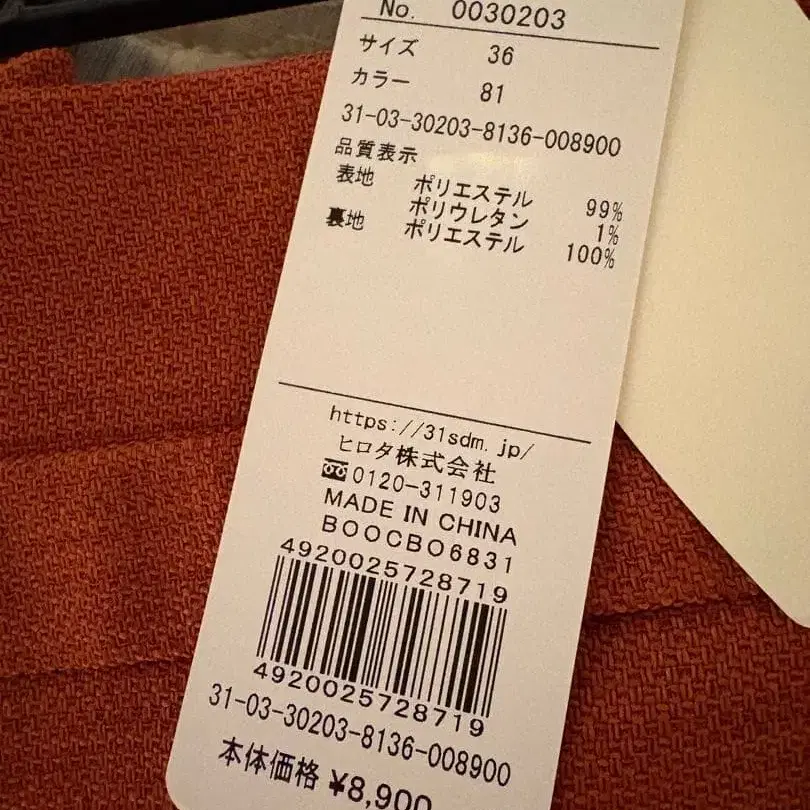 No. 0030203
サイズ 36
カラー 81
31-03-30203-8136-008900
品質表示
表地 ポリエステル 99%
ポリウレタン 1%
裏地 ポリエステル 100%
https://31sdm.jp/
ヒロタ株式会社
0120-311903
MADE IN CHINA
BOOCBO6831
4920025728719
4920025728719
31-03-30203-8136-008900
本体価格 ¥8,900